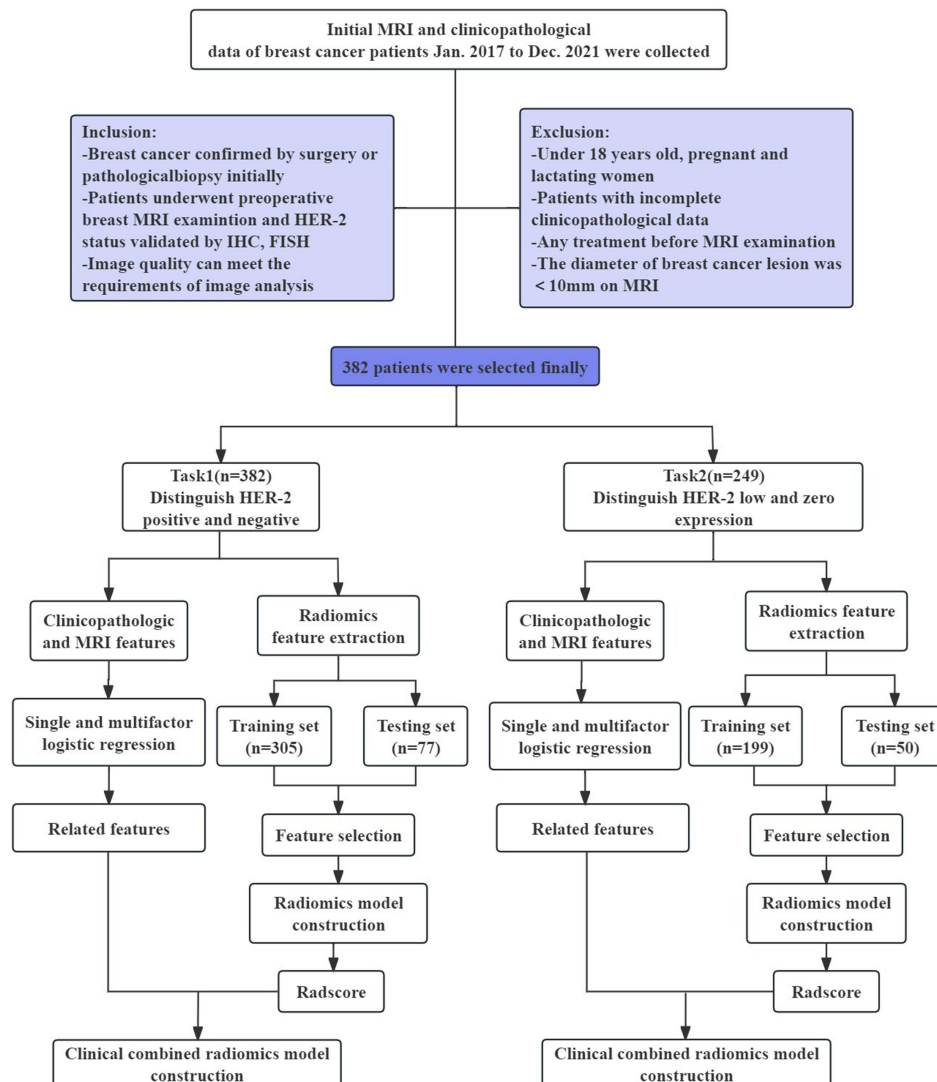 Initial MRI and clinicopathological
data of breast cancer patients Jan. 2017 to Dec. 2021 were collected
Inclusion:
-Breast cancer confirmed by surgery or
pathologicalbiopsy initially
-Patients underwent preoperative
breast MRI examintion and HER-2
status validated by IHC, FISH
-Image quality can meet the
requirements of image analysis
Exclusion:
-Under 18 years old, pregnant and
lactating women
-Patients with incomplete
clinicopathological data
-Any treatment before MRI examination
-The diameter of breast cancer lesion was
< 10mm on MRI
382 patients were selected finally
Task1(n=382)
Distinguish HER-2
positive and negative
Task2(n=249)
Distinguish HER-2 low and zero
expression
Clinicopathologic
and MRI features
Radiomics
feature extraction
Single and multifactor
logistic regression
Training set
(n=305)
Testing set
(n=77)
Related features
Feature selection
Radiomics model
construction
Radscore
Clinical combined radiomics model
construction
Clinicopathologic
and MRI features
Radiomics feature
extraction
Single and multifactor
logistic regression
Training set
(n=199)
Testing set
(n=50)
Related features
Feature selection
Radiomics model
construction
Radscore
Clinical combined radiomics model
construction